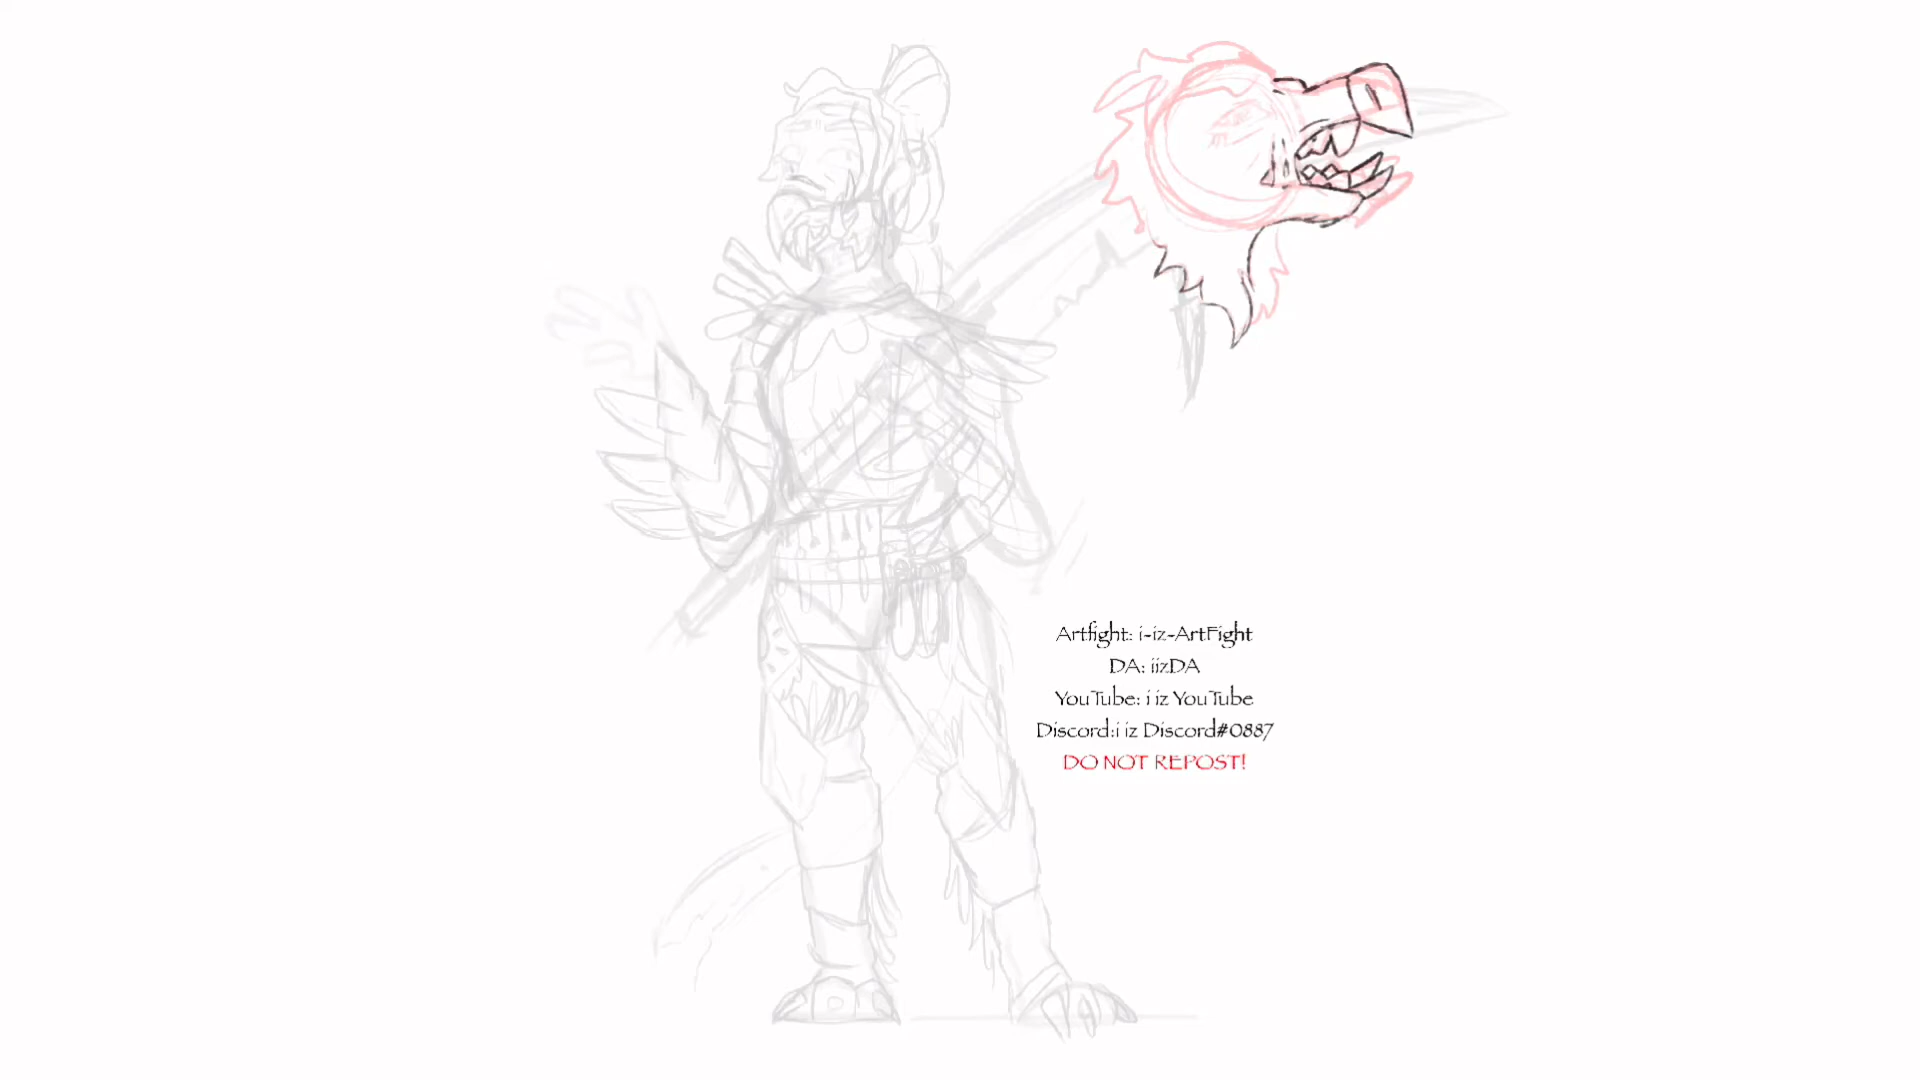 Artfight: i-iz-ArtFight
DA: iizDA
YouTube: i iz YouTube
Discord:i iz Discord#0887
DO NOT REPOST!